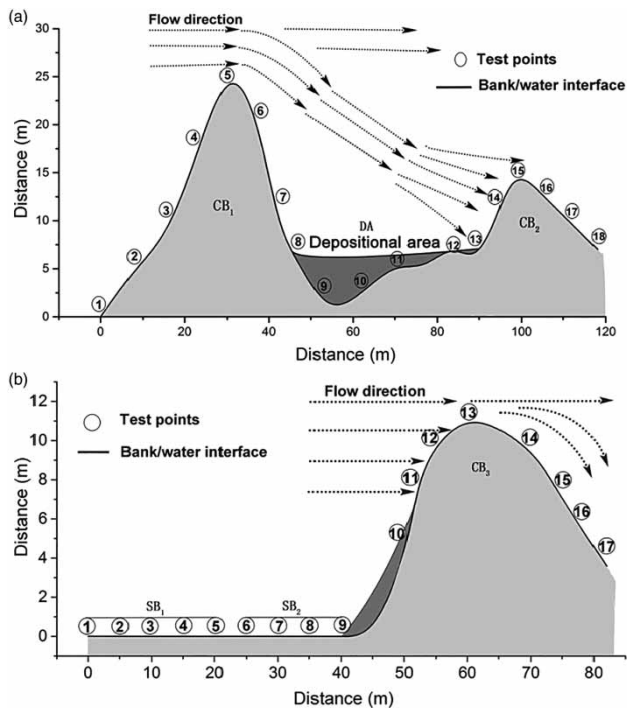 (a)
Flow direction
Test points
Bank/water interface
30
25
20
15
10
5
0
Distance (m)
1
2
3
4
5
6
7
8
9
10
11
12
13
14
15
16
17
18
CB1
DA
Depositional area
CB2
0 20 40 60 80 100 120
Distance (m)
(b)
Flow direction
Test points
Bank/water interface
12
10
8
6
4
2
0
Distance (m)
SB1 SB2
1 2 3 4 5 6 7 8 9
10
11
12
13
14
15
16
17
CB3
0 10 20 30 40 50 60 70 80
Distance (m)